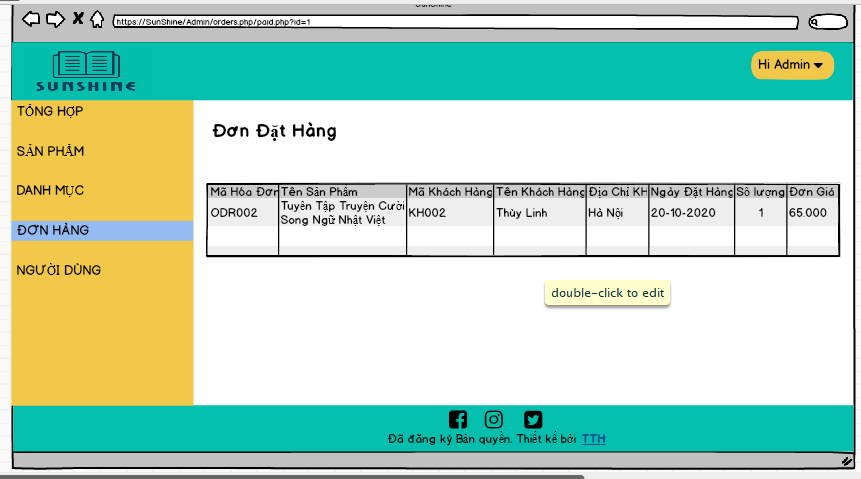 SunShine
https://SunShine/Admin/orders.php/paid.php?id=1
SUNSHINE
Hi Admin
TỔNG HỢP
SẢN PHẨM
DANH MỤC
ĐƠN HÀNG
NGƯỜI DÙNG
Đơn Đặt Hàng
Mã Hóa Đơn Tên Sản Phẩm Mã Khách Hàng Tên Khách Hàng Địa Chỉ KH Ngày Đặt Hàng Số lượng Đơn Giá
ODR002 Tuyển Tập Truyện Cười Song Ngữ Nhật Việt KH002 Thùy Linh Hà Nội 20-10-2020 1 65.000
double-click to edit
Đã đăng ký Bản quyền. Thiết kế bởi TTH